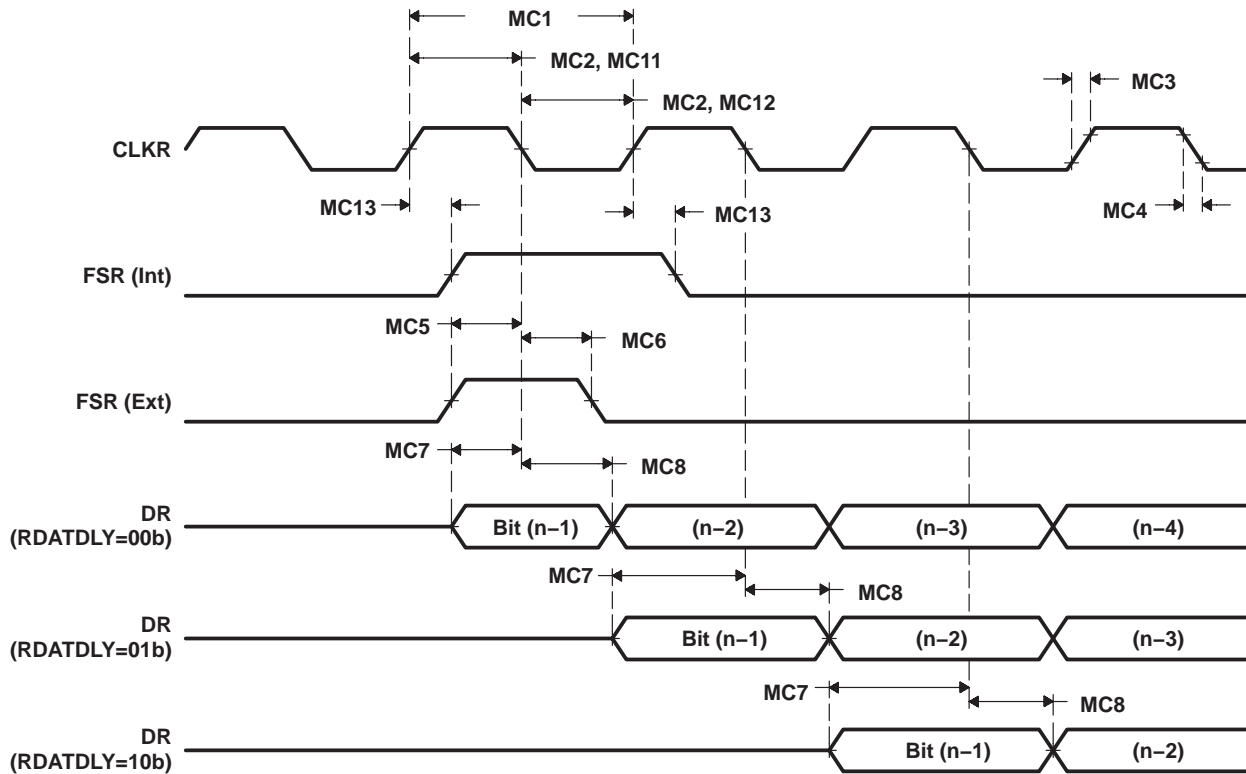 MC1
MC2, MC11
MC2, MC12
MC3
CLKR
MC13
MC13
MC4
FSR (Int)
MC5
MC6
FSR (Ext)
MC7
MC8
DR
(RDATDLY=00b)
Bit (n–1)
(n–2)
(n–3)
(n–4)
MC7
MC8
DR
(RDATDLY=01b)
Bit (n–1)
(n–2)
(n–3)
MC7
MC8
DR
(RDATDLY=10b)
Bit (n–1)
(n–2)